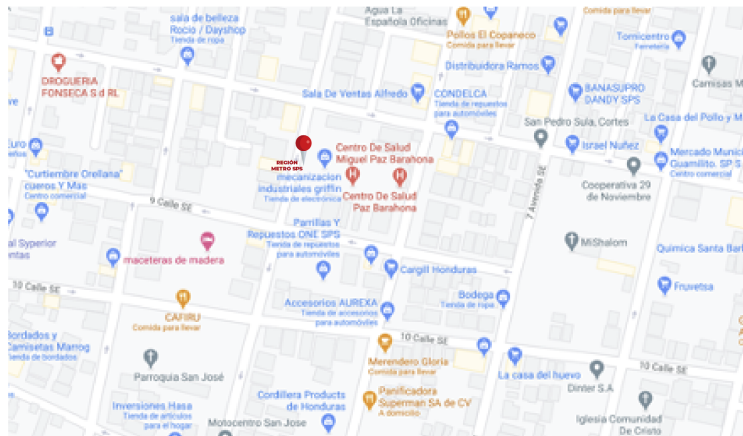 Agua La
Española Oficinas
Comida para llevar
sala de belleza
Rocio / Dayshop
Tienda de ropa
Pollos El Copaneco
Comida para llevar
Tornicentro
Ferretería
DROGUERIA
FONSECA S d RL
Distribuidora Ramos
Camisas M
Sala De Ventas Alfredo
CONDELCA
Tienda de repuestos
para automóviles
BANASUPRO
DANDY SPS
San Pedro Sula, Cortes
La Casa del Pollo y M
Israel Nuñez
Euro
eños
REGIÓN
METRO SPS
Centro De Salud
Miguel Paz Barahona
Mercado Munici
Guamilito. SP S
Centro comercial
"Curtiembre Orellana"
cueros Y Mas
Centro comercial
mecanizacion
industriales griffin
Tienda de electrónica
Centro De Salud
Paz Barahona
Cooperativa 29
de Noviembre
9 Calle SE
7 Avenida SE
Parrillas Y
Repuestos ONE SPS
Tienda de repuestos
para automóviles
al Syperior
entas
maceteras de madera
MiShalom
Quimica Santa Bar
Cargill Honduras
10 Calle SE
Fruvetsa
Accesorios AUREXA
Tienda de accesorios
para automóviles
Bodega
Tienda de ropa
CAFIRU
Comida para llevar
Bordados y
Camisetas Marrog
Tienda de bordados
10 Calle SE
Merendero Gloria
Comida para llevar
10 Calle SE
Parroquia San José
La casa del huevo
Dinter S.A
Cordillera Products
de Honduras
Panificadora
Superman SA de CV
A domicilio
Inversiones Hasa
Tienda de artículos
para el hogar
Motocentro San Jose
Iglesia Comunidad
De Cristo